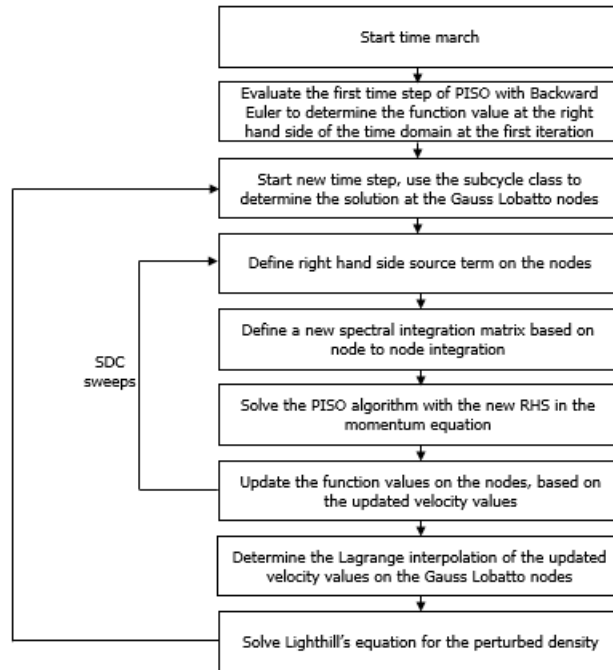 Start time march
Evaluate the first time step of PISO with Backward
Euler to determine the function value at the right
hand side of the time domain at the first iteration
Start new time step, use the subcycle class to
determine the solution at the Gauss Lobatto nodes
Define right hand side source term on the nodes
Define a new spectral integration matrix based on
node to node integration
SDC
sweeps
Solve the PISO algorithm with the new RHS in the
momentum equation
Update the function values on the nodes, based on
the updated velocity values
Determine the Lagrange interpolation of the updated
velocity values on the Gauss Lobatto nodes
Solve Lighthill's equation for the perturbed density